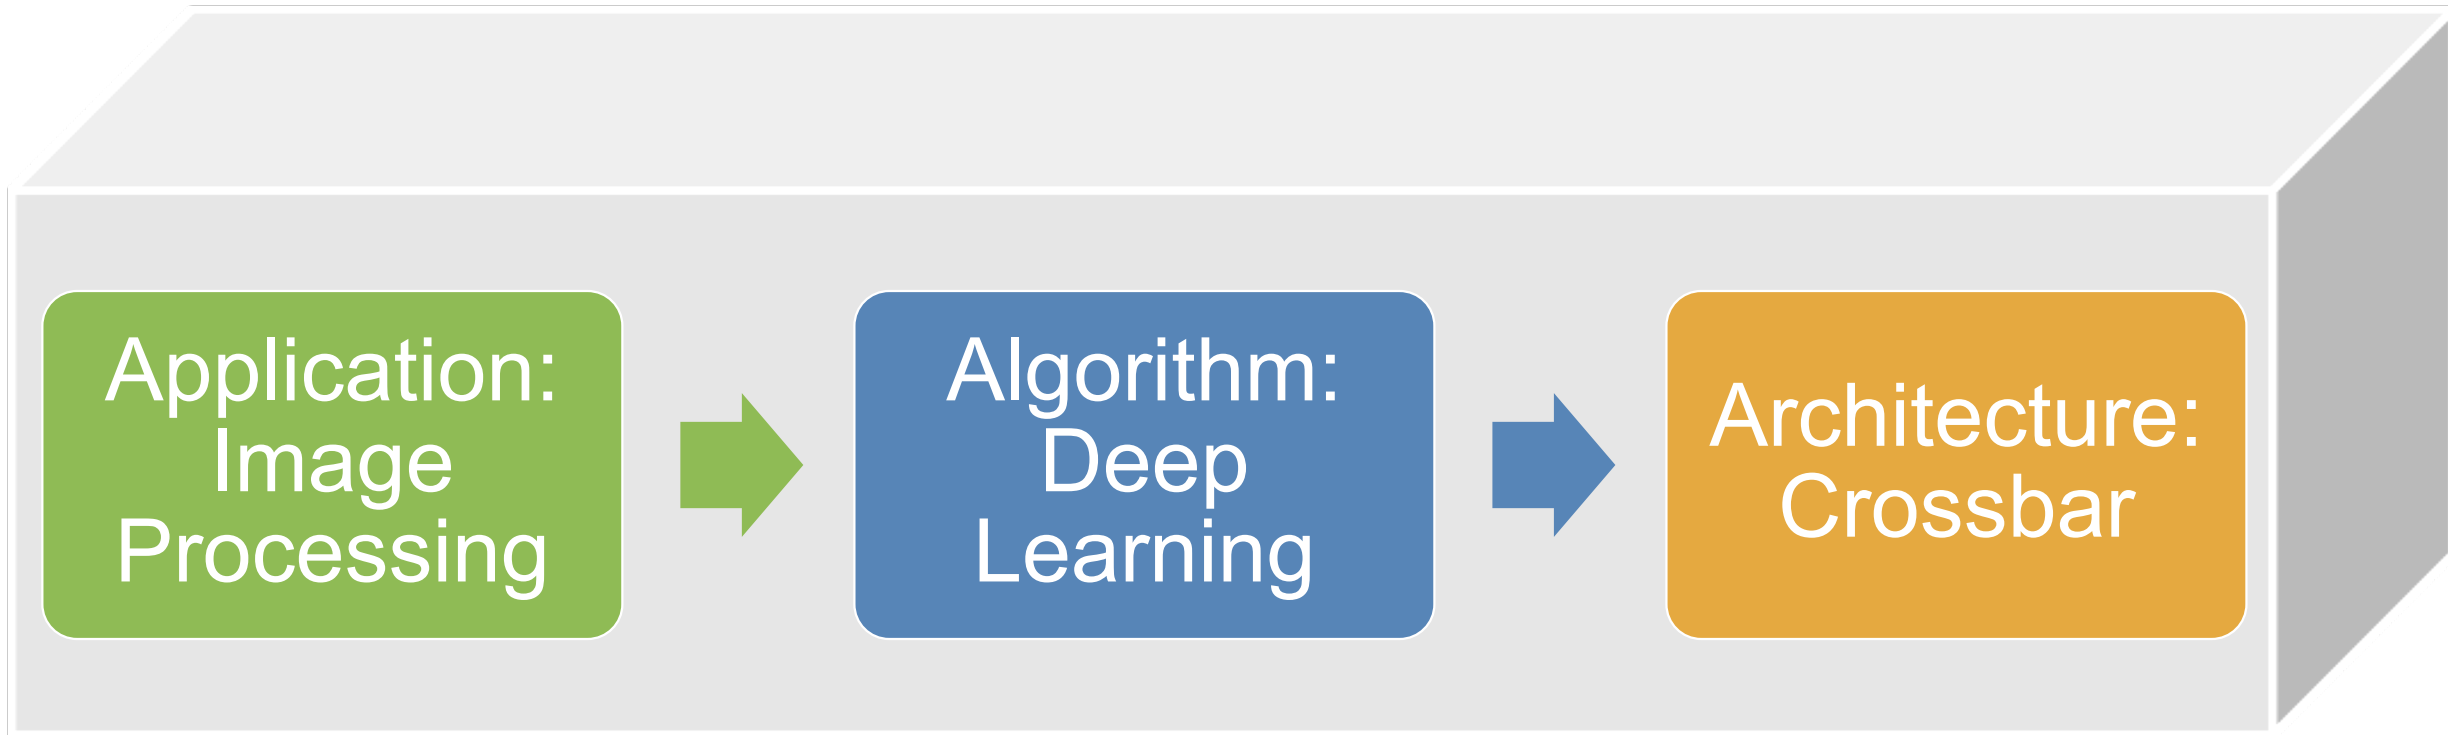 Application:
Image
Processing
Algorithm:
Deep
Learning
Architecture:
Crossbar